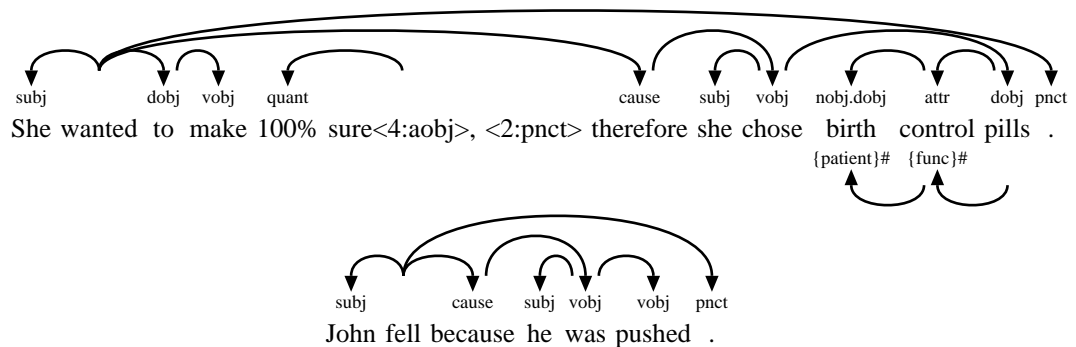 subj dobj vobj quant cause subj vobj nobj.dobj attr dobj pnct
She wanted to make 100% sure<4:aobj>, <2:pnct> therefore she chose birth control pills .
{patient}# {func}#
subj cause subj vobj vobj pnct
John fell because he was pushed .